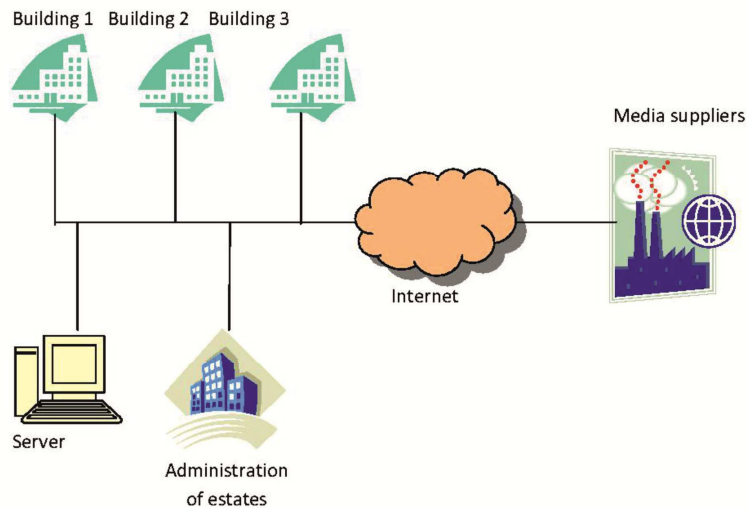 Building 1 Building 2 Building 3
Media suppliers
Internet
Server
Administration
of estates